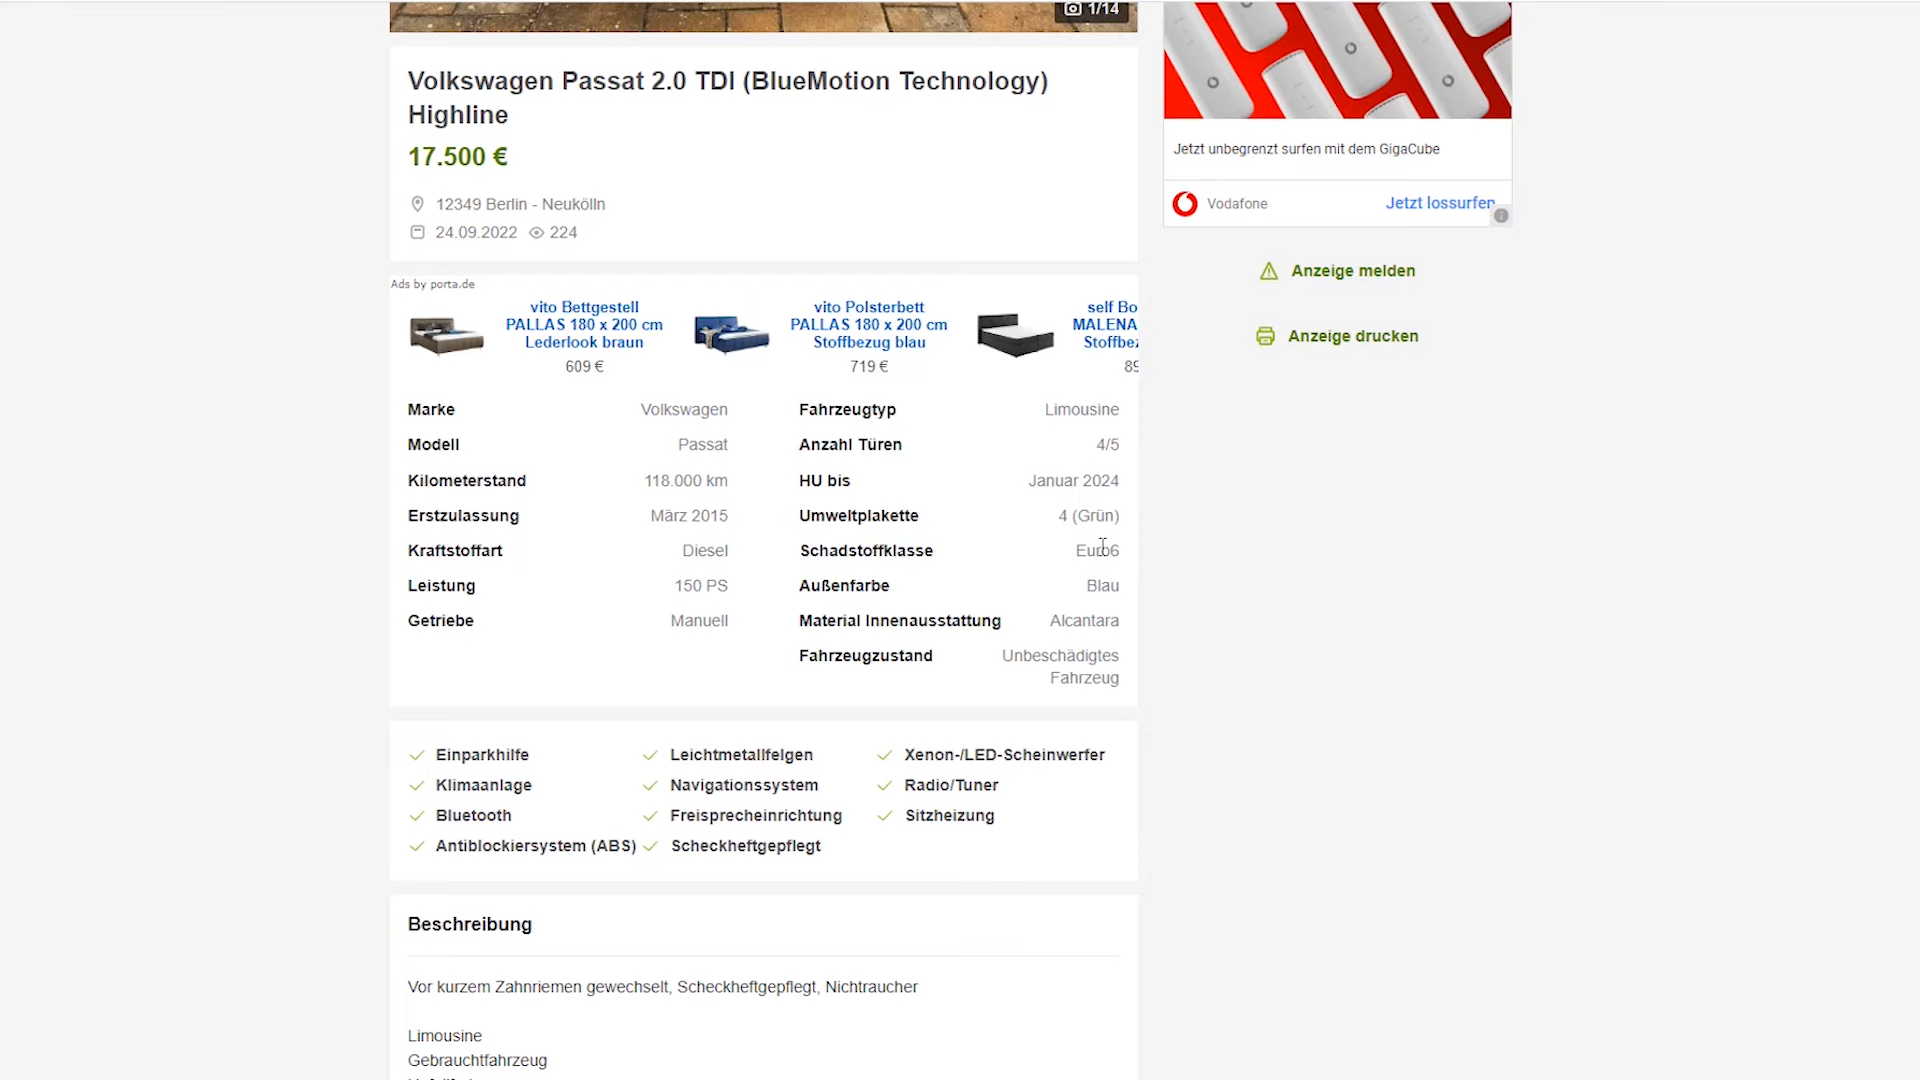 1/14
Volkswagen Passat 2.0 TDI (BlueMotion Technology)
Highline
17.500 €
12349 Berlin - Neukölln
24.09.2022 224
Ads by porta.de
vito Bettgestell
PALLAS 180 x 200 cm
Lederlook braun
609 €
vito Polsterbett
PALLAS 180 x 200 cm
Stoffbezug blau
719 €
self Bo
MALENA
Stoffbez
89
Marke Volkswagen
Modell Passat
Kilometerstand 118.000 km
Erstzulassung März 2015
Kraftstoffart Diesel
Leistung 150 PS
Getriebe Manuell
Fahrzeugtyp Limousine
Anzahl Türen 4/5
HU bis Januar 2024
Umweltplakette 4 (Grün)
Schadstoffklasse Euro6
Außenfarbe Blau
Material Innenausstattung Alcantara
Fahrzeugzustand Unbeschädigtes
Fahrzeug
Einparkhilfe Leichtmetallfelgen Xenon-/LED-Scheinwerfer
Klimaanlage Navigationssystem Radio/Tuner
Bluetooth Freisprecheinrichtung Sitzheizung
Antiblockiersystem (ABS) Scheckheftgepflegt
Beschreibung
Vor kurzem Zahnriemen gewechselt, Scheckheftgepflegt, Nichtraucher
Limousine
Gebrauchtfahrzeug
Jetzt unbegrenzt surfen mit dem GigaCube
Vodafone Jetzt lossurfen
Anzeige melden
Anzeige drucken